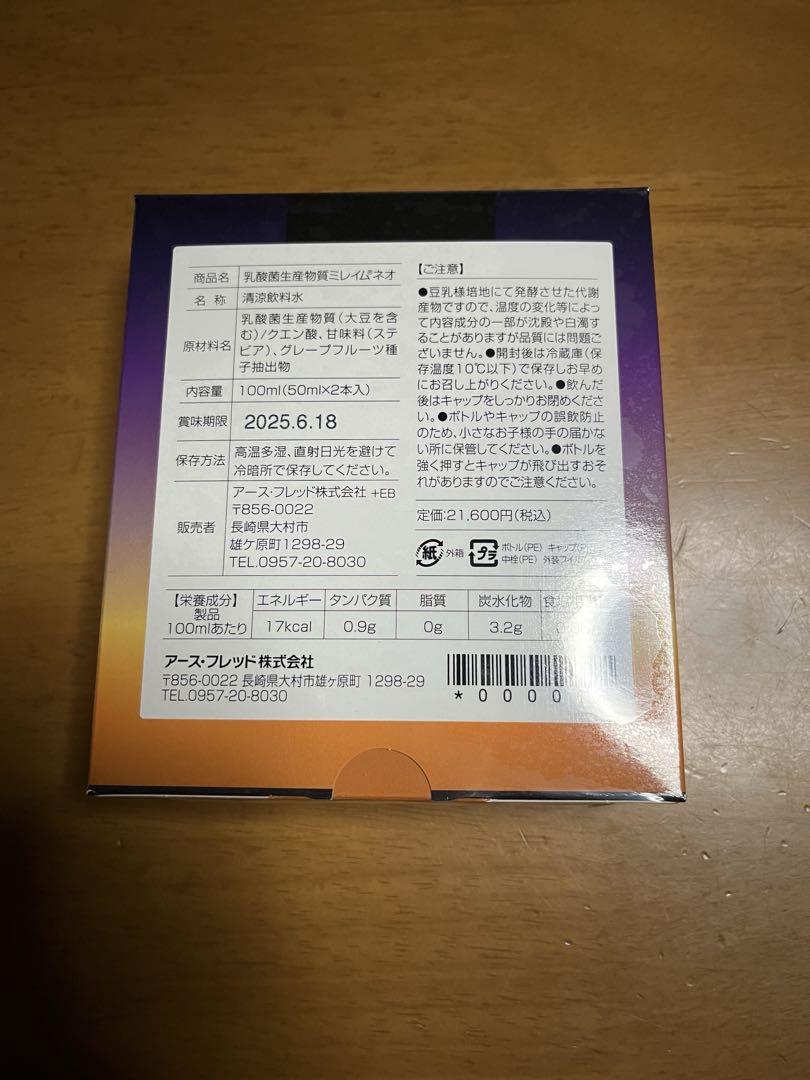 商品名 乳酸菌生産物質ミレイム®ネオ
名 称 清涼飲料水
原材料名 乳酸菌生産物質(大豆を含
む)/クエン酸、甘味料(ステ
ビア)、グレープフルーツ種
子抽出物
内容量 100ml(50ml×2本入)
賞味期限 2025.6.18
保存方法 高温多湿、直射日光を避けて
冷暗所で保存してください。
販売者 アース・フレッド株式会社 +EB
〒856-0022
長崎県大村市
雄ケ原町1298-29
TEL.0957-20-8030
【ご注意】
●豆乳様培地にて発酵させた代謝
産物ですので、温度の変化等によっ
て内容成分の一部が沈殿や白濁す
ることがありますが品質には問題ご
ざいません。●開封後は冷蔵庫(保
存温度10℃以下)で保存しお早め
にお召し上がりください。●飲んだ
後はキャップをしっかりお閉めくださ
い。●ボトルやキャップの誤飲防止
のため、小さなお子様の手の届かな
い所に保管してください。●ボトルを
強く押すとキャップが飛び出すおそ
れがありますのでご注意ください。
定価:21,600円(税込)
紙 外箱 プラ ボトル(PE) キャップ
中栓(PE) 外装フィル
【栄養成分】 エネルギー タンパク質 脂質 炭水化物
製品
100mlあたり 17kcal 0.9g 0g 3.2g
アース・フレッド株式会社
〒856-0022 長崎県大村市雄ヶ原町 1298-29
TEL.0957-20-8030
*0000